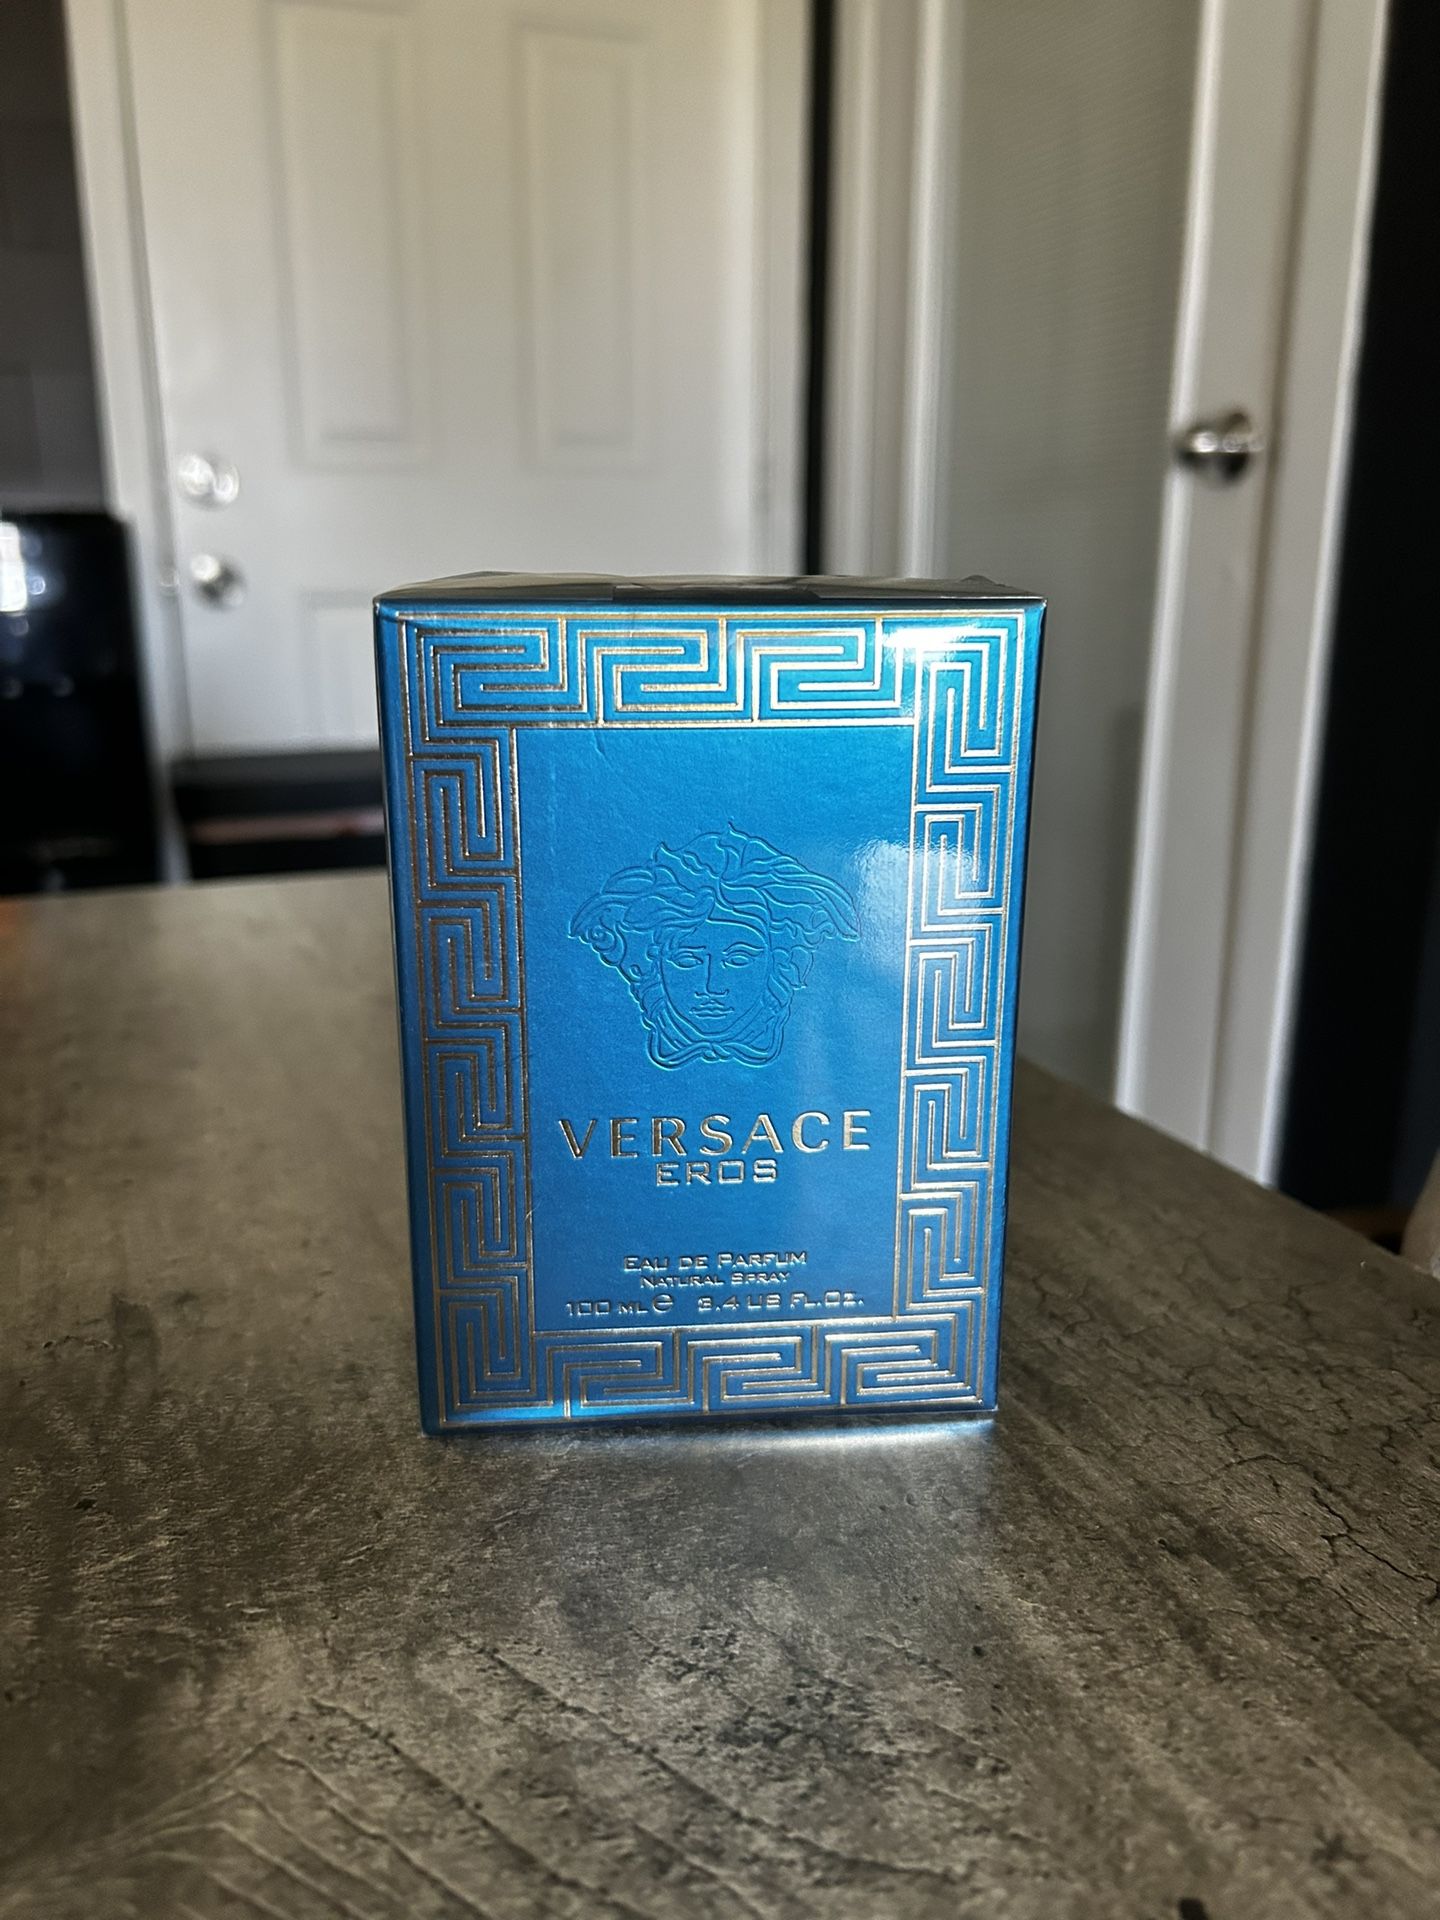 VERSACE
EROS
EAU DE PARFUM
NATURAL SPRAY
100 ML ℮ 3.4 US FL.OZ.